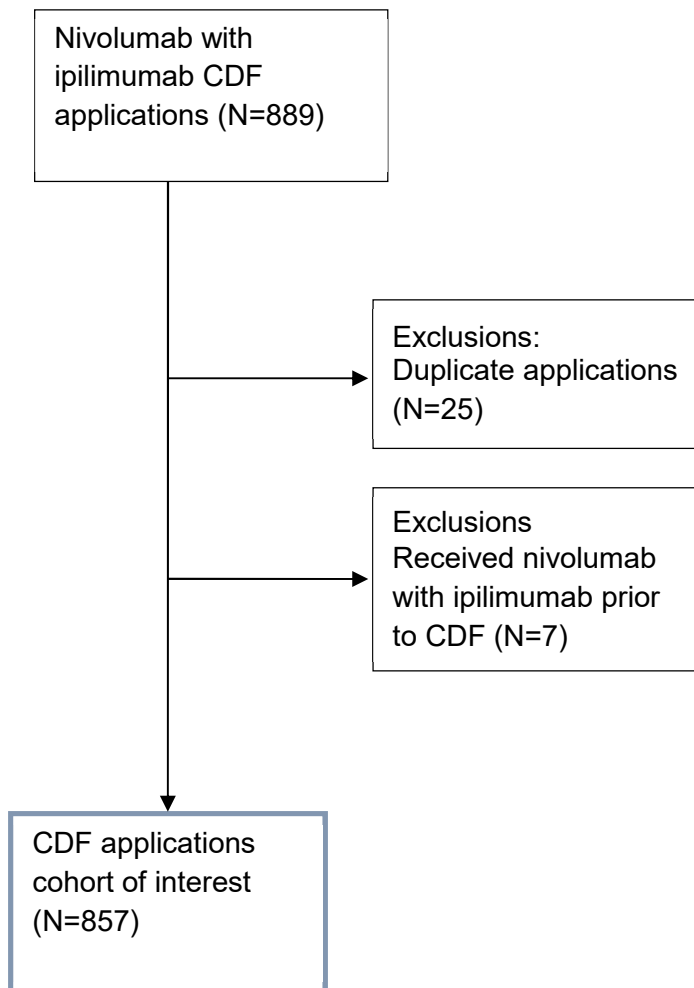 Nivolumab with
ipilimumab CDF
applications (N=889)
Exclusions:
Duplicate applications
(N=25)
Exclusions
Received nivolumab
with ipilimumab prior
to CDF (N=7)
CDF applications
cohort of interest
(N=857)